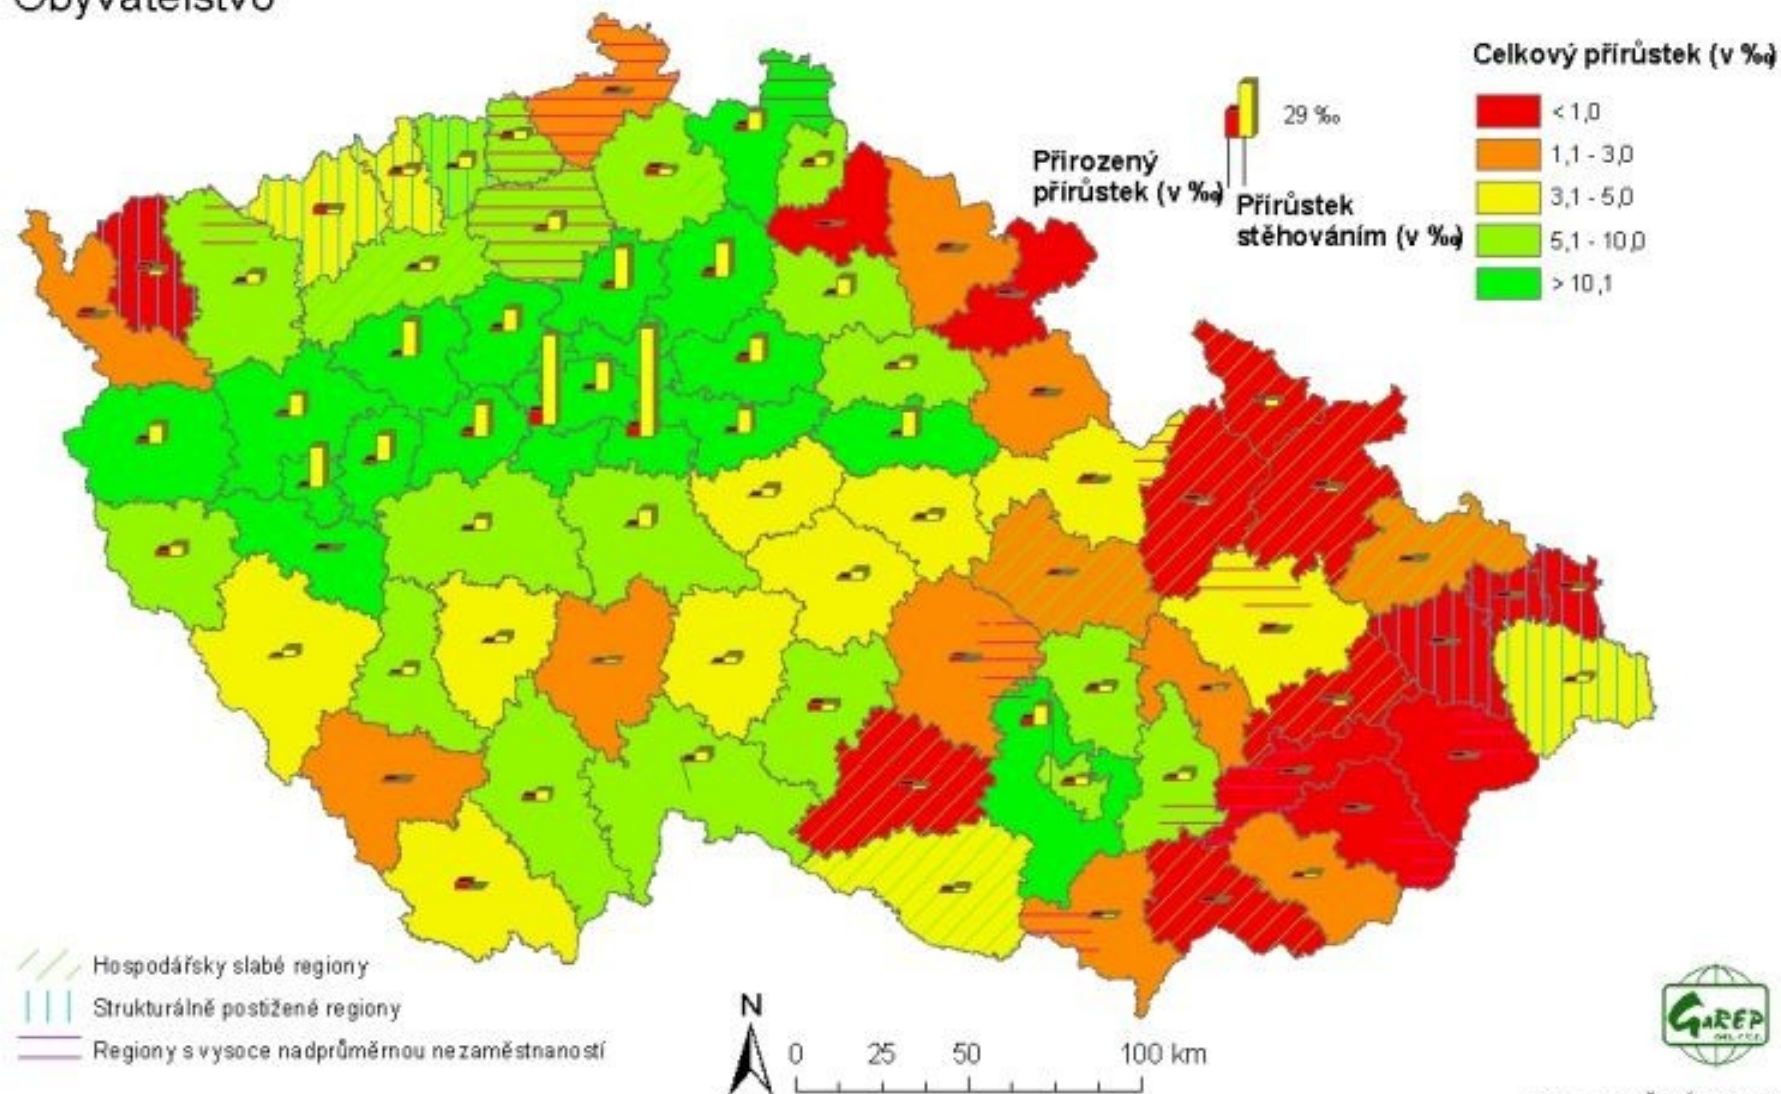 Obyvatelstvo
Celkový přírůstek (v ‰)
< 1,0
1,1 - 3,0
3,1 - 5,0
5,1 - 10,0
> 10,1
29 ‰
Přirozený
přírůstek (v ‰)
Přírůstek
stěhováním (v ‰)
Hospodářsky slabé regiony
Strukturálně postižené regiony
Regiony s vysoce nadprůměrnou nezaměstnaností
N
0 25 50 100 km
GAREP